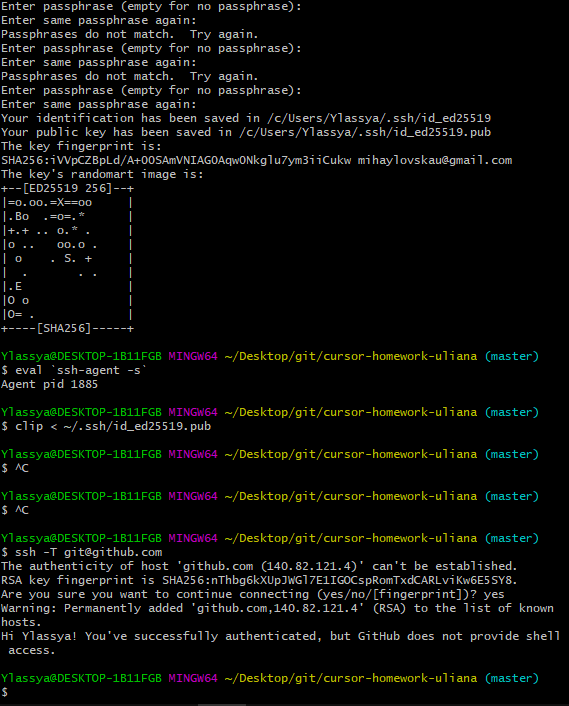 Enter passphrase (empty for no passphrase):
Enter same passphrase again:
Passphrases do not match.  Try again.
Enter passphrase (empty for no passphrase):
Enter same passphrase again:
Passphrases do not match.  Try again.
Enter passphrase (empty for no passphrase):
Enter same passphrase again:
Your identification has been saved in /c/Users/Ylassya/.ssh/id_ed25519
Your public key has been saved in /c/Users/Ylassya/.ssh/id_ed25519.pub
The key fingerprint is:
SHA256:iVVpCZBpLd/A+OOSAmVNIAGOAqwONkglu7ym3iiCukw mihaylovskau@gmail.com
The key's randomart image is:
+--[ED25519 256]--+
|=o.oo.=X==oo     |
|.Bo  .=o=.*      |
|+.+ .. o.* .     |
|o ..   oo.o .    |
| o    . S. +     |
|  .       . .    |
|.E               |
|O o              |
|O= .             |
+----[SHA256]-----+
Ylassya@DESKTOP-1B11FGB MINGW64 ~/Desktop/git/cursor-homework-uliana (master)
$ eval `ssh-agent -s`
Agent pid 1885
Ylassya@DESKTOP-1B11FGB MINGW64 ~/Desktop/git/cursor-homework-uliana (master)
$ clip < ~/.ssh/id_ed25519.pub
Ylassya@DESKTOP-1B11FGB MINGW64 ~/Desktop/git/cursor-homework-uliana (master)
$ ^C
Ylassya@DESKTOP-1B11FGB MINGW64 ~/Desktop/git/cursor-homework-uliana (master)
$ ^C
Ylassya@DESKTOP-1B11FGB MINGW64 ~/Desktop/git/cursor-homework-uliana (master)
$ ssh -T git@github.com
The authenticity of host 'github.com (140.82.121.4)' can't be established.
RSA key fingerprint is SHA256:nThbg6kXUpJWGl7E1IGOCspRomTxdCARLviKw6E5SY8.
Are you sure you want to continue connecting (yes/no/[fingerprint])? yes
Warning: Permanently added 'github.com,140.82.121.4' (RSA) to the list of known
hosts.
Hi Ylassya! You've successfully authenticated, but GitHub does not provide shell
 access.
Ylassya@DESKTOP-1B11FGB MINGW64 ~/Desktop/git/cursor-homework-uliana (master)
$